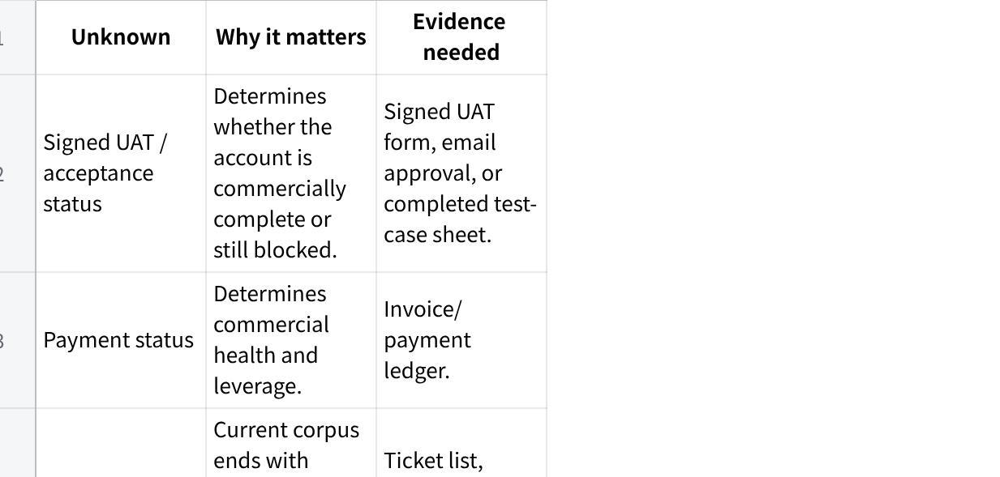 1
Unknown
Why it matters
Evidence
needed
2
Signed UAT /
acceptance
status
Determines
whether the
account is
commercially
complete or
still blocked.
Signed UAT
form, email
approval, or
completed test-
case sheet.
3
Payment status
Determines
commercial
health and
leverage.
Invoice/
payment
ledger.
Current corpus
ends with
Ticket list,